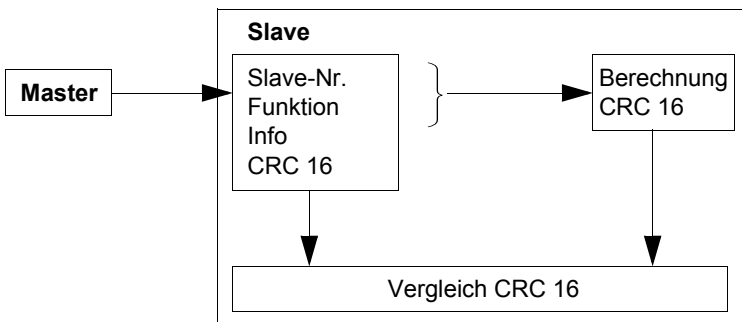 Slave
Master
Slave-Nr.
Funktion
Info
CRC 16
Berechnung
CRC 16
Vergleich CRC 16